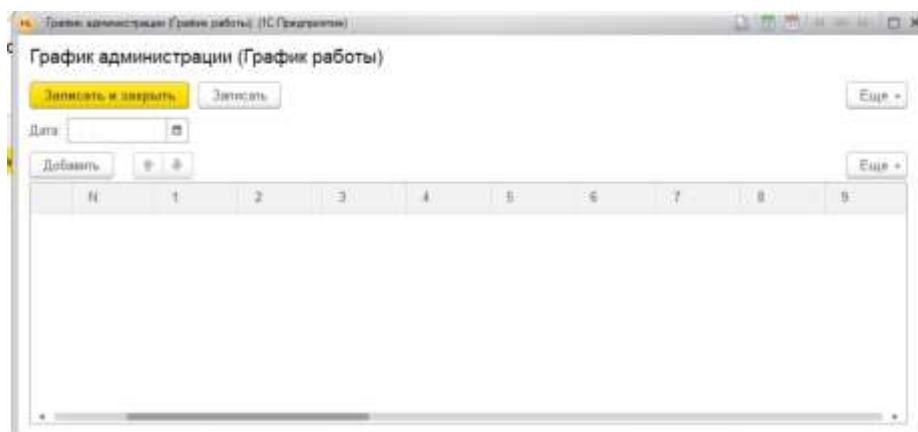 График администрации (График работы) (1С:Предприятие)
График администрации (График работы)
Записать и закрыть Записать Еще
Дата:
Добавить Еще
N 1 2 3 4 5 6 7 8 9